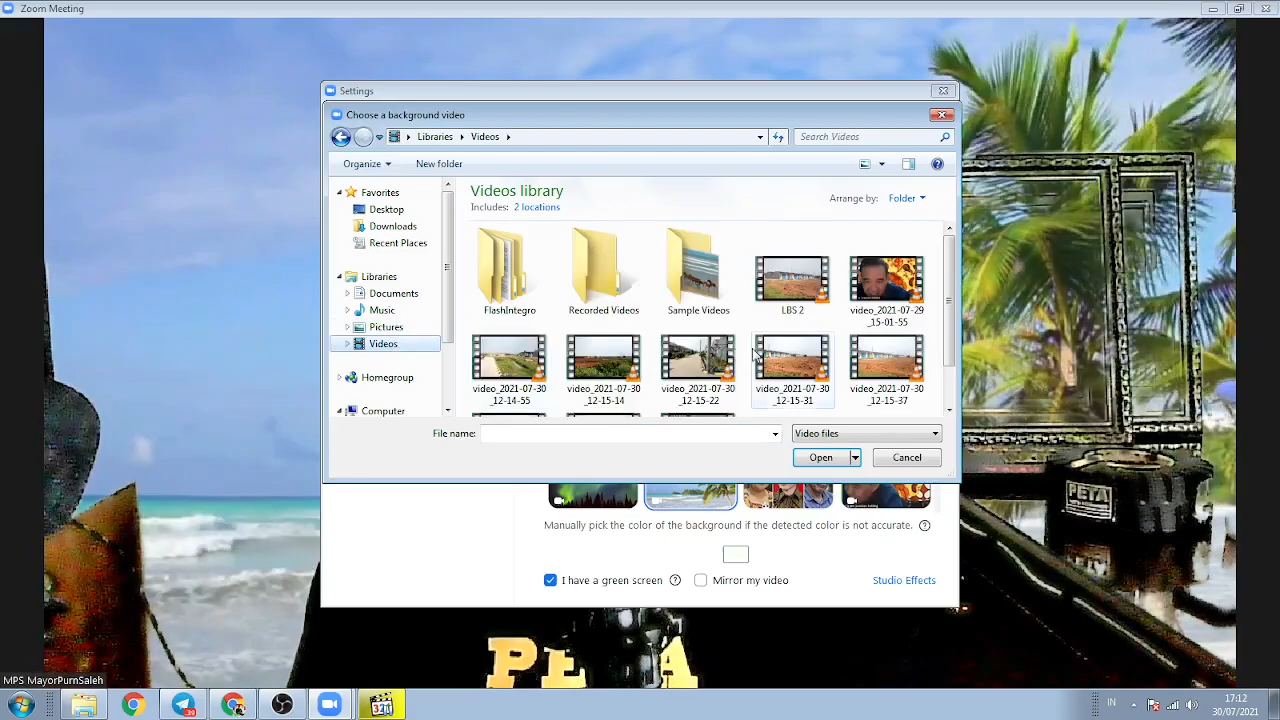 Zoom Meeting
Settings
Choose a background video
Libraries
Videos
Search Videos
Organize
New folder
Favorites
Desktop
Downloads
Recent Places
Libraries
Documents
Music
Pictures
Videos
Homegroup
Computer
Videos library
Includes: 2 locations
Arrange by: Folder
FlashIntegro
Recorded Videos
Sample Videos
LBS 2
video_2021-07-29
_15-01-55
video_2021-07-30
_12-14-55
video_2021-07-30
_12-15-14
video_2021-07-30
_12-15-22
video_2021-07-30
_12-15-31
video_2021-07-30
_12-15-37
File name:
Video files
Open
Cancel
Manually pick the color of the background if the detected color is not accurate.
I have a green screen
Mirror my video
Studio Effects
PETA
PETA
MPS MayorPurnSaleh
39
321
IN
17:12
30/07/2021